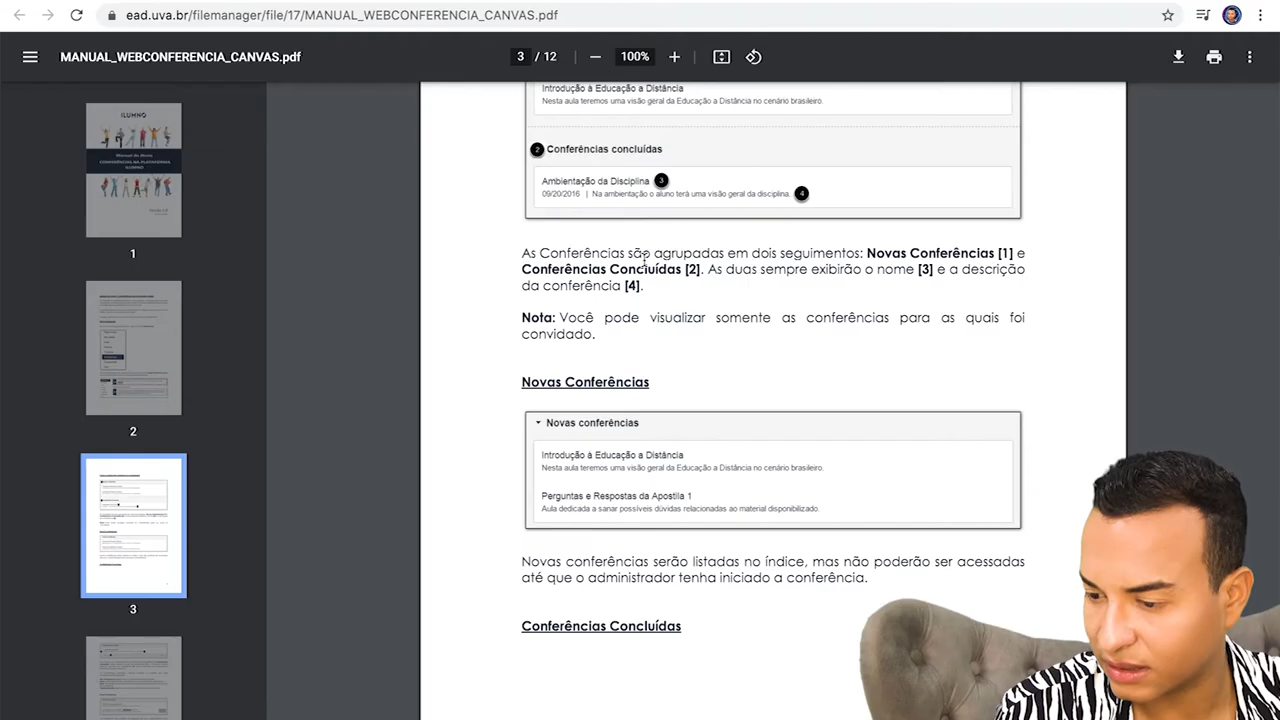 ead.uva.br/filemanager/file/17/MANUAL_WEBCONFERENCIA_CANVAS.pdf
MANUAL_WEBCONFERENCIA_CANVAS.pdf
3 / 12
100%
ILUMNO
1
2
3
Introdução à Educação a Distância
Nesta aula teremos uma visão geral da Educação a Distância no cenário brasileiro.
2 Conferências concluídas
Ambientação da Disciplina 3
09/20/2016 | Na ambientação o aluno terá uma visão geral da disciplina. 4
As Conferências são agrupadas em dois seguimentos: Novas Conferências [1] e
Conferências Concluídas [2]. As duas sempre exibirão o nome [3] e a descrição
da conferência [4].
Nota: Você pode visualizar somente as conferências para as quais foi
convidado.
Novas Conferências
Novas conferências
Introdução à Educação a Distância
Nesta aula teremos uma visão geral da Educação a Distância no cenário brasileiro.
Perguntas e Respostas da Apostila 1
Aula dedicada a sanar possíveis dúvidas relacionadas ao material disponibilizado.
Novas conferências serão listadas no índice, mas não poderão ser acessadas
até que o administrador tenha iniciado a conferência.
Conferências Concluídas